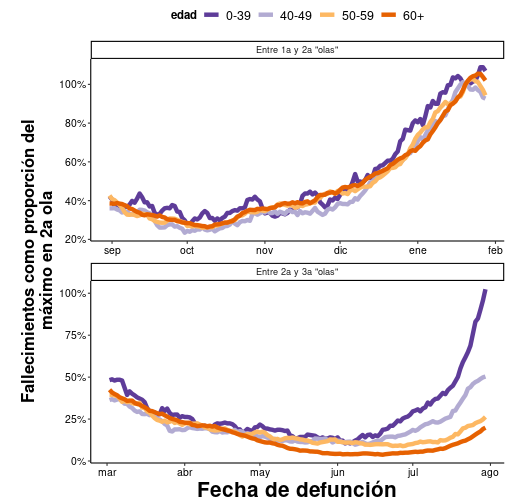 edad 0-39 40-49 50-59 60+
Entre 1a y 2a "olas"
100%
80%
60%
40%
20%
sep oct nov dic ene feb
Fallecimientos como proporción del
máximo en 2a ola
Entre 2a y 3a "olas"
100%
75%
50%
25%
0%
mar abr may jun jul ago
Fecha de defunción